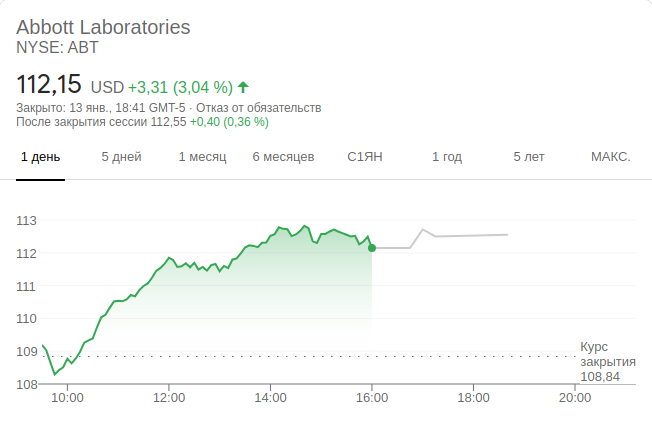 Abbott Laboratories
NYSE: ABT
112,15 USD +3,31 (3,04 %)
Закрыто: 13 янв., 18:41 GMT-5 · Отказ от обязательств
После закрытия сессии 112,55 +0,40 (0,36 %)
1 день 5 дней 1 месяц 6 месяцев С1ЯН 1 год 5 лет МАКС.
113
112
111
110
109
108
Курс
закрытия
108,84
10:00 12:00 14:00 16:00 18:00 20:00